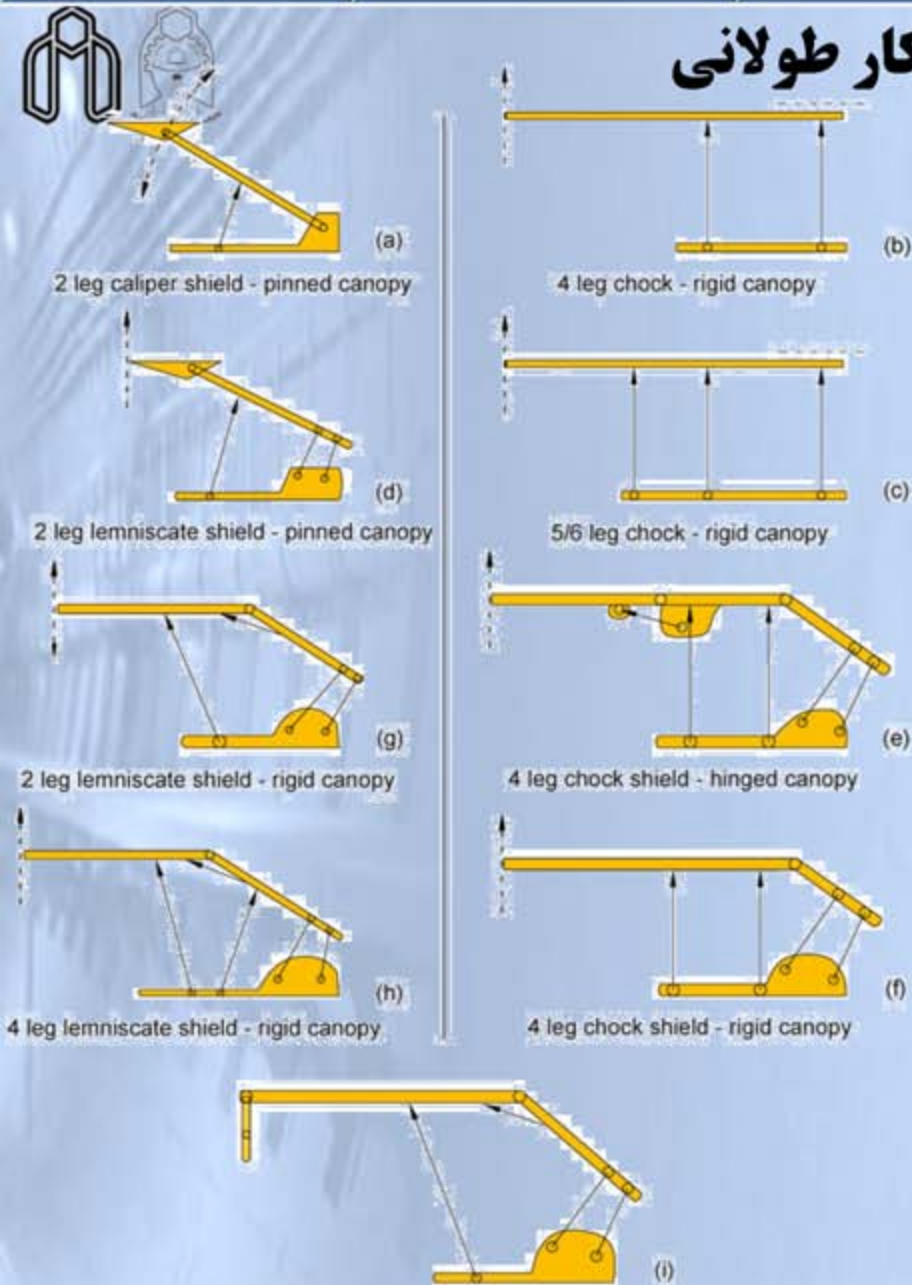 کار طولانی
(a)
2 leg caliper shield - pinned canopy
(b)
4 leg chock - rigid canopy
(d)
2 leg lemniscate shield - pinned canopy
(c)
5/6 leg chock - rigid canopy
(g)
2 leg lemniscate shield - rigid canopy
(e)
4 leg chock shield - hinged canopy
(h)
4 leg lemniscate shield - rigid canopy
(f)
4 leg chock shield - rigid canopy
(i)